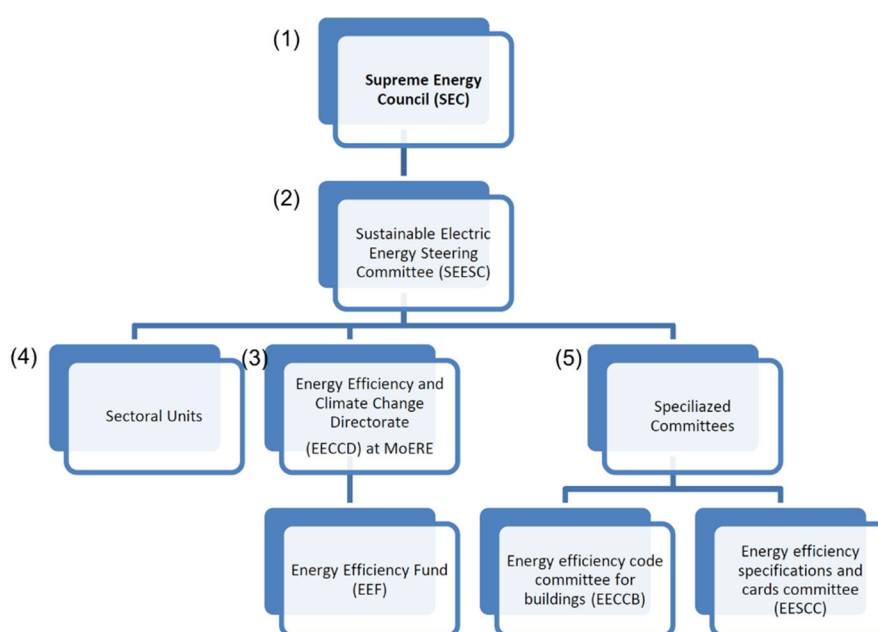 (1)
Supreme Energy
Council (SEC)
(2)
Sustainable Electric
Energy Steering
Committee (SEESC)
(4)
Sectoral Units
(3)
Energy Efficiency and
Climate Change
Directorate
(EECCD) at MoERE
(5)
Speciliazed
Committees
Energy Efficiency Fund
(EEF)
Energy efficiency code
committee for
buildings (EECCB)
Energy efficiency
specifications and
cards committee
(EESCC)